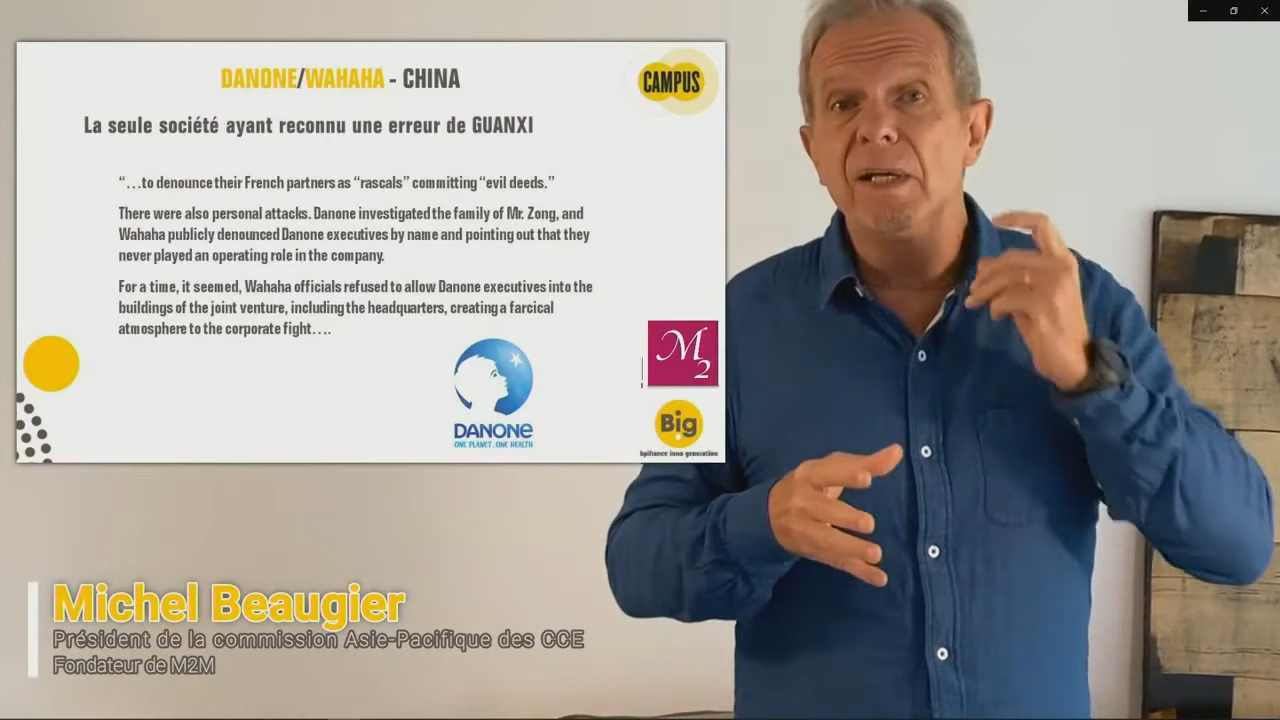 DANONE/WAHAHA - CHINA
CAMPUS
La seule société ayant reconnu une erreur de GUANXI
“…to denounce their French partners as “rascals” committing “evil deeds.”
There were also personal attacks. Danone investigated the family of Mr. Zong, and
Wahaha publicly denounced Danone executives by name and pointing out that they
never played an operating role in the company.
For a time, it seemed, Wahaha officials refused to allow Danone executives into the
buildings of the joint venture, including the headquarters, creating a farcical
atmosphere to the corporate fight….
M2
DANONE
ONE PLANET. ONE HEALTH
Big
bpifrance inno generation
Michel Beaugier
Président de la commission Asie-Pacifique des CCE
Fondateur de M2M